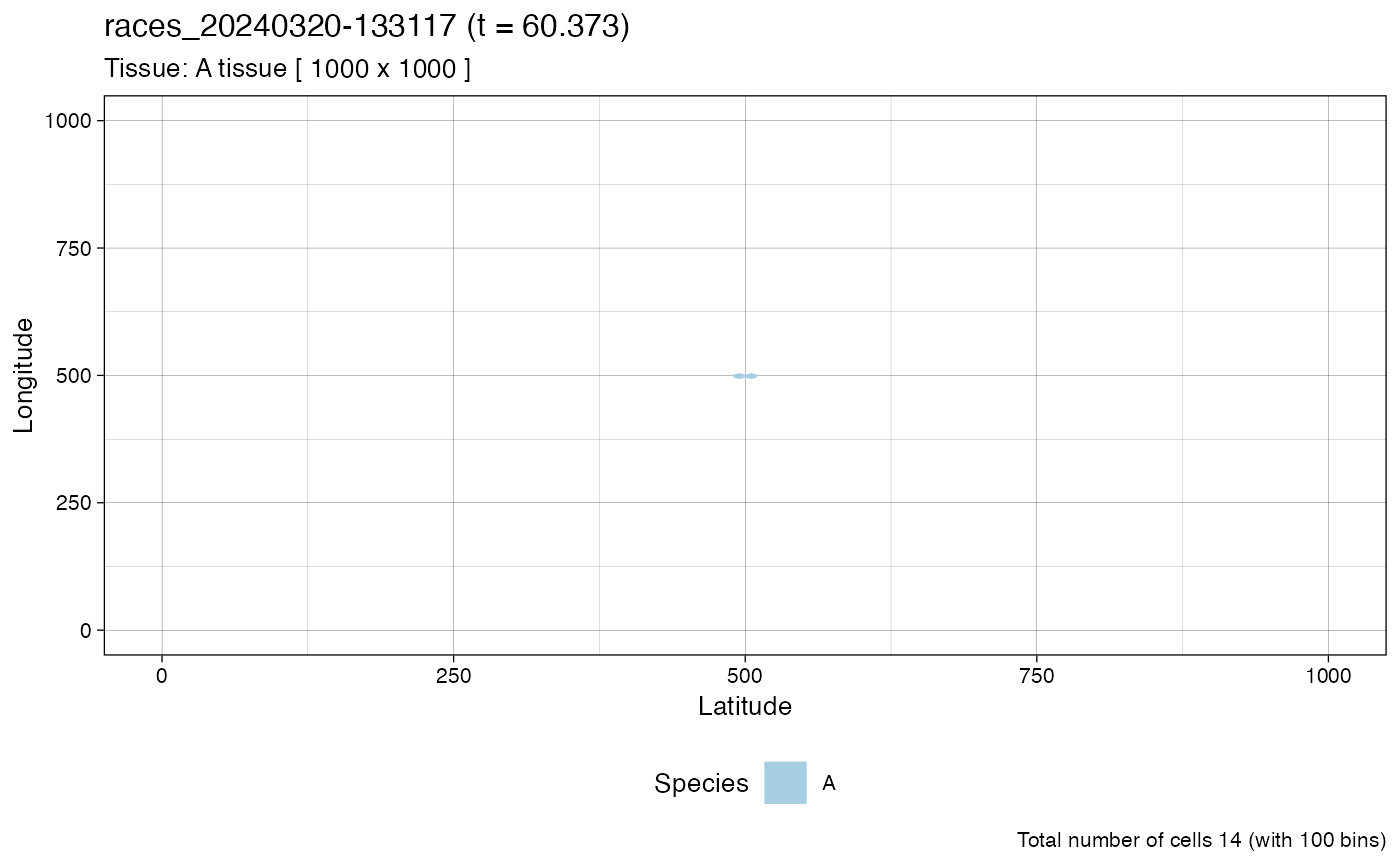 races_20240320-133117 (t = 60.373)
Tissue: A tissue [ 1000 x 1000 ]
1000
750
500
250
0
Longitude
0 250 500 750 1000
Latitude
Species A
Total number of cells 14 (with 100 bins)